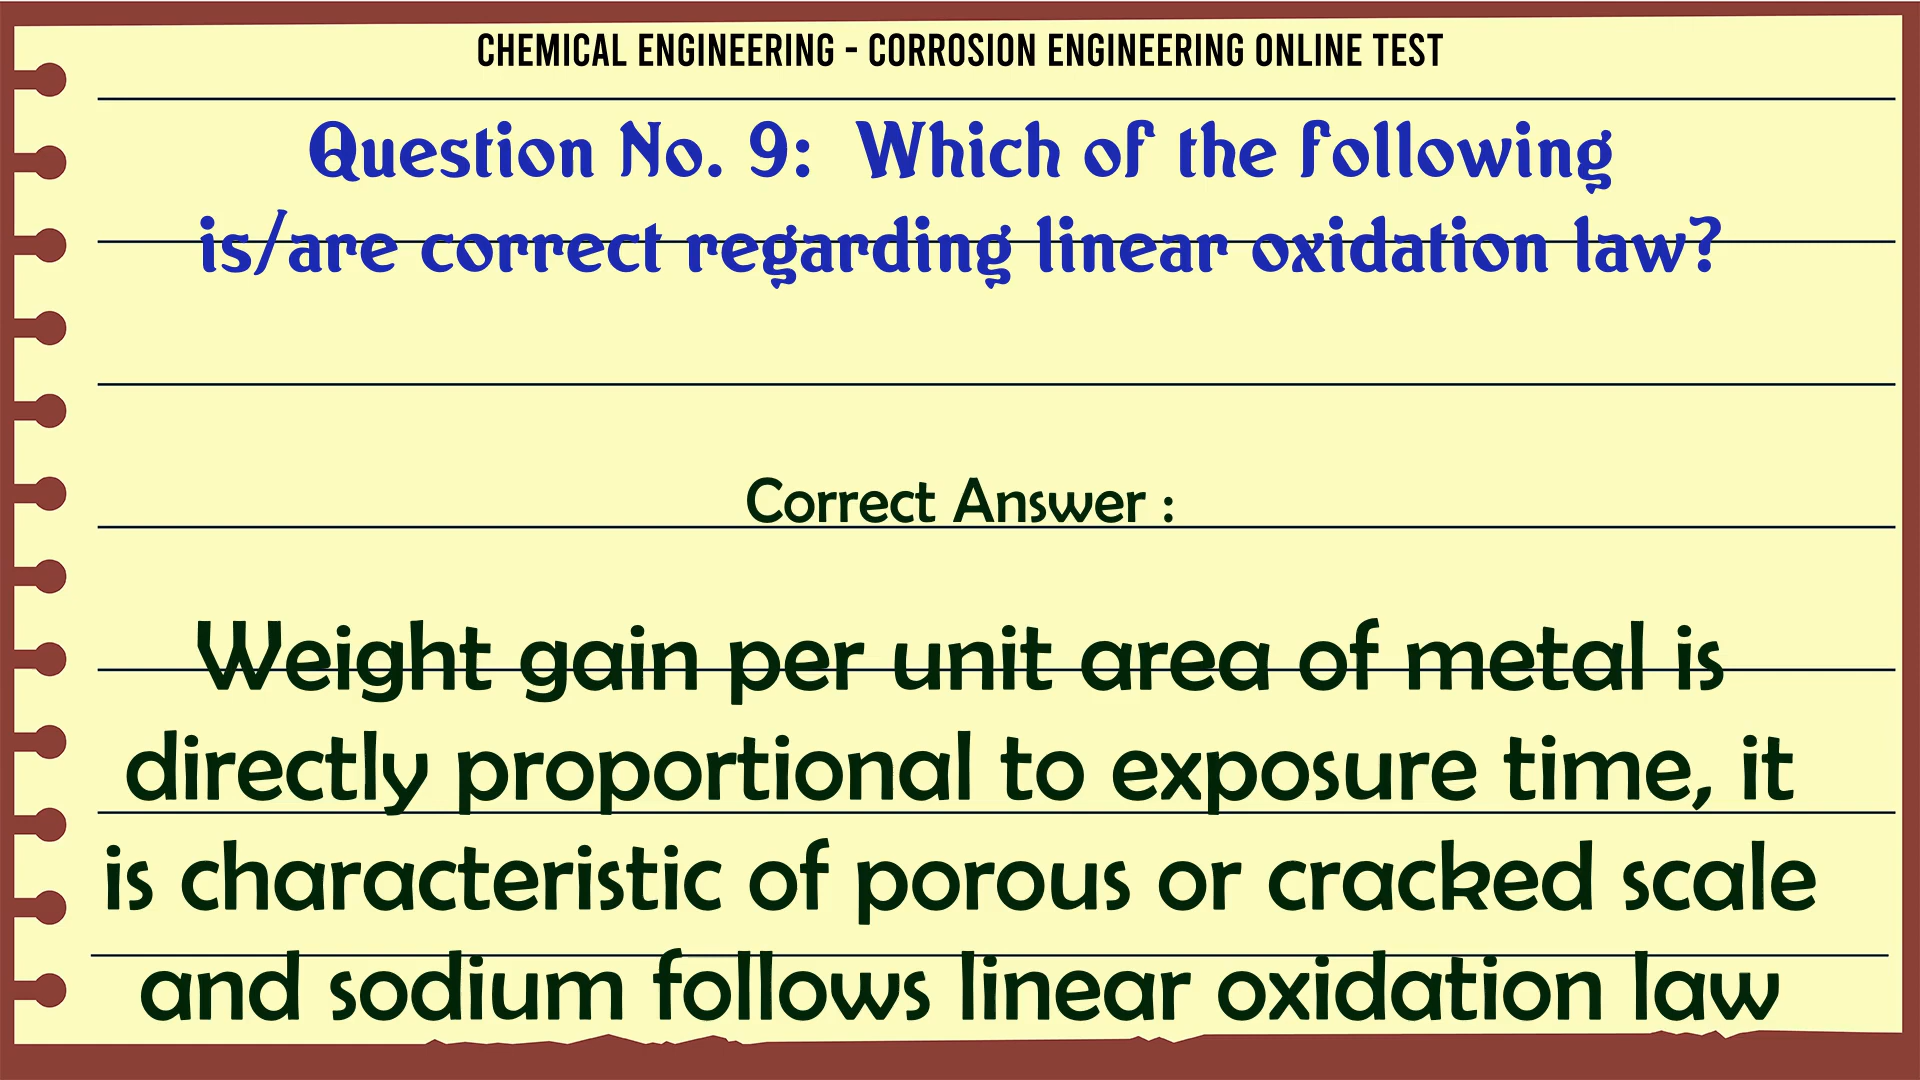 CHEMICAL ENGINEERING - CORROSION ENGINEERING ONLINE TEST
Question No. 9: Which of the following
is/are correct regarding linear oxidation law?
Correct Answer :
Weight gain per unit area of metal is
directly proportional to exposure time, it
is characteristic of porous or cracked scale
and sodium follows linear oxidation law